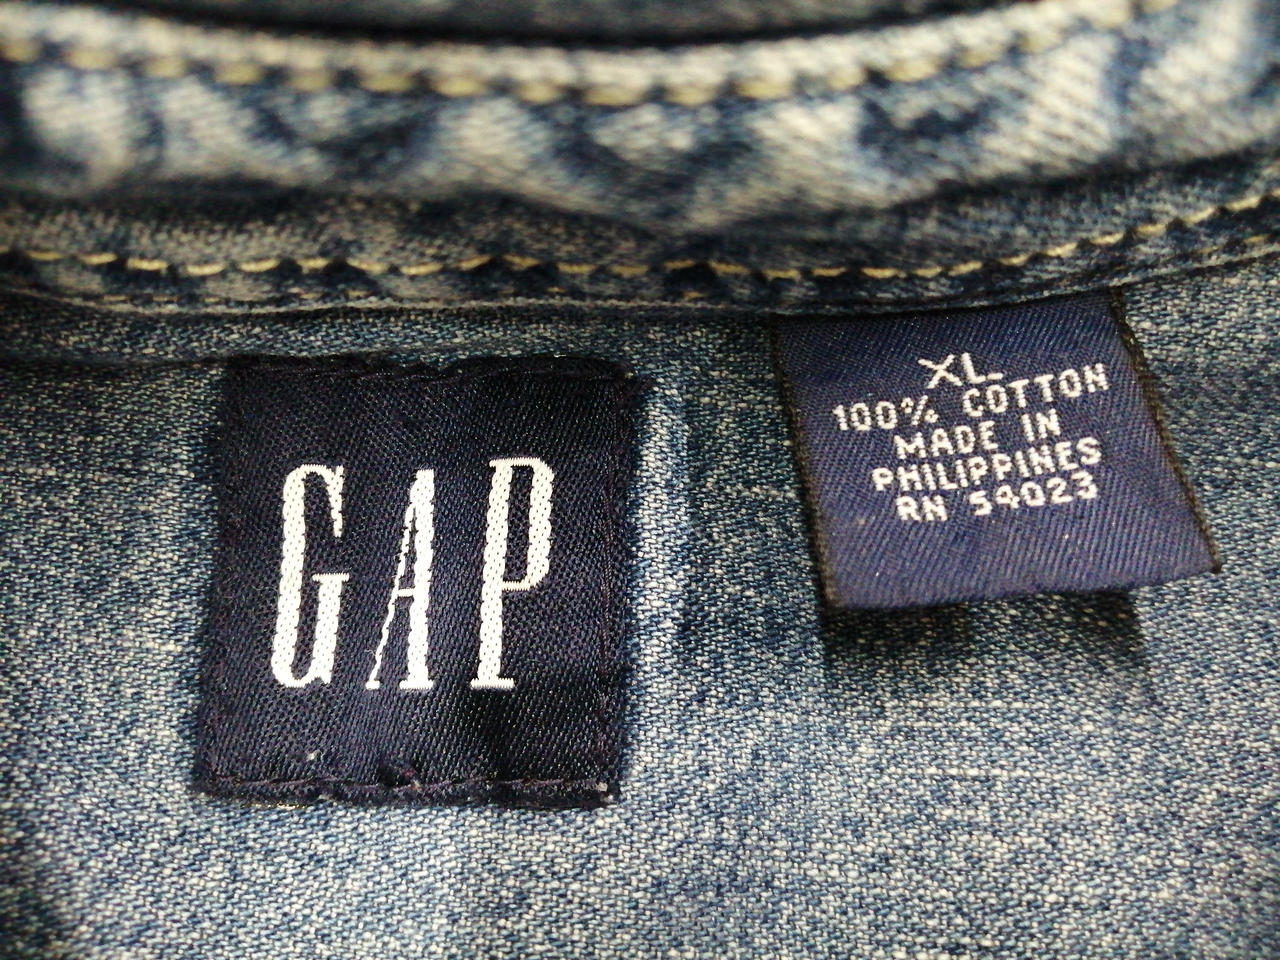 GAP
XL
100% COTTON
MADE IN
PHILIPPINES
RN 54023